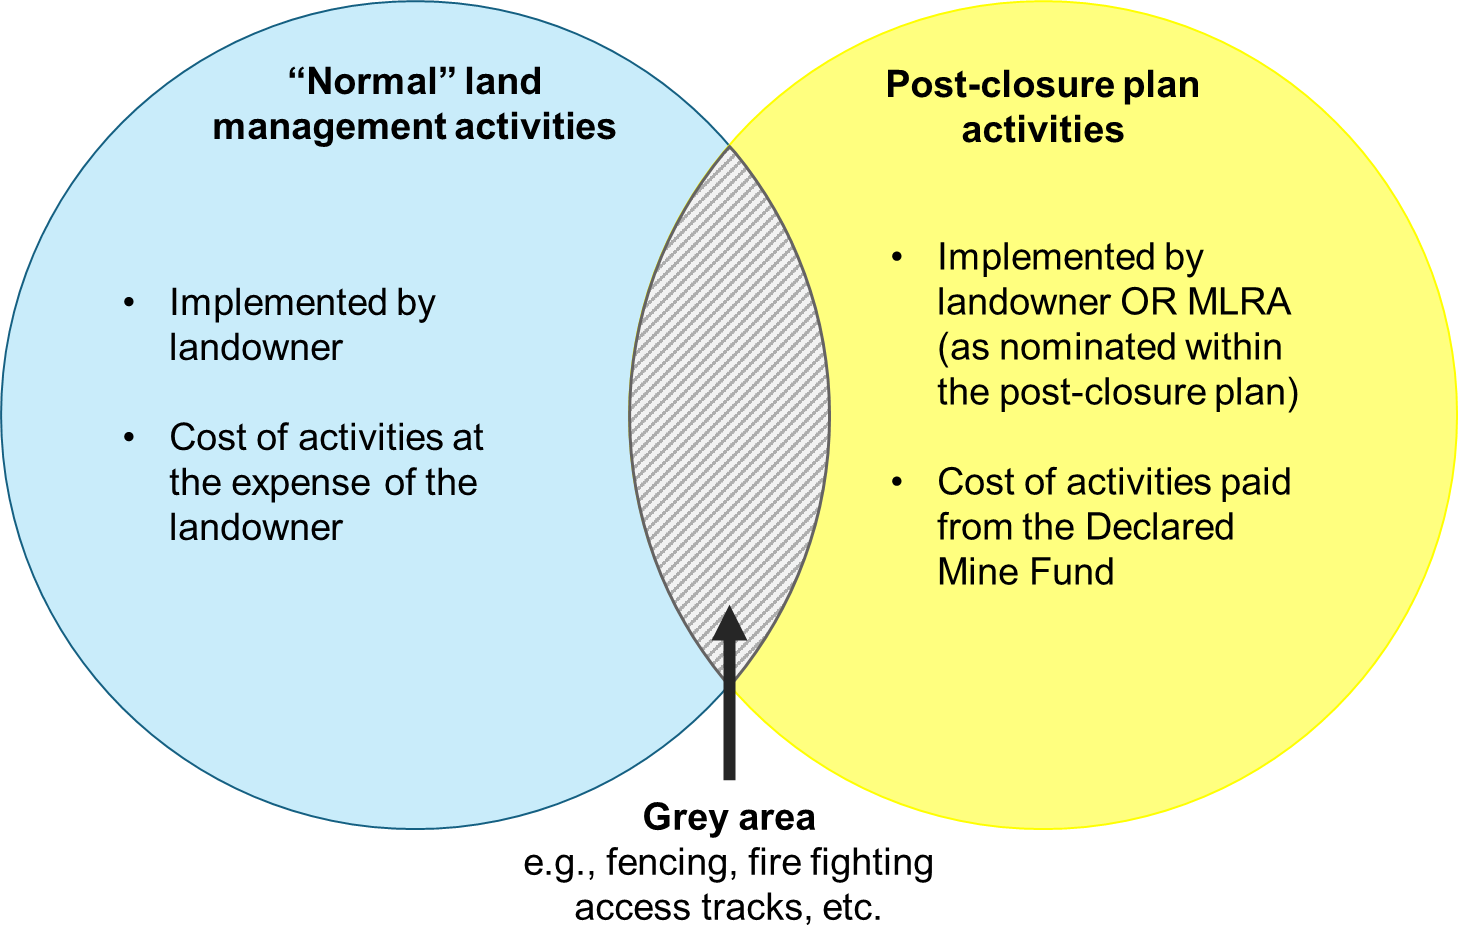 “Normal” land
management activities
• Implemented by
landowner
• Cost of activities at
the expense of the
landowner
Post-closure plan
activities
• Implemented by
landowner OR MLRA
(as nominated within
the post-closure plan)
• Cost of activities paid
from the Declared
Mine Fund
Grey area
e.g., fencing, fire fighting
access tracks, etc.